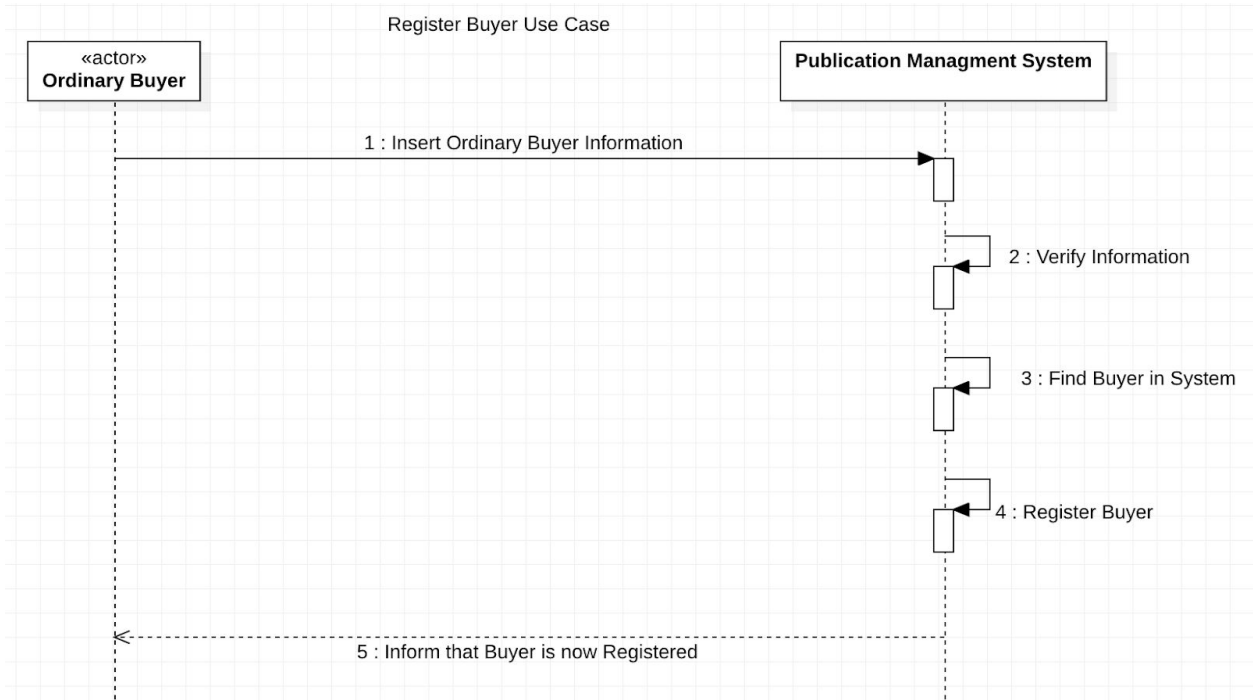 Register Buyer Use Case
«actor»
Ordinary Buyer
Publication Managment System
1 : Insert Ordinary Buyer Information
2 : Verify Information
3 : Find Buyer in System
4 : Register Buyer
5 : Inform that Buyer is now Registered